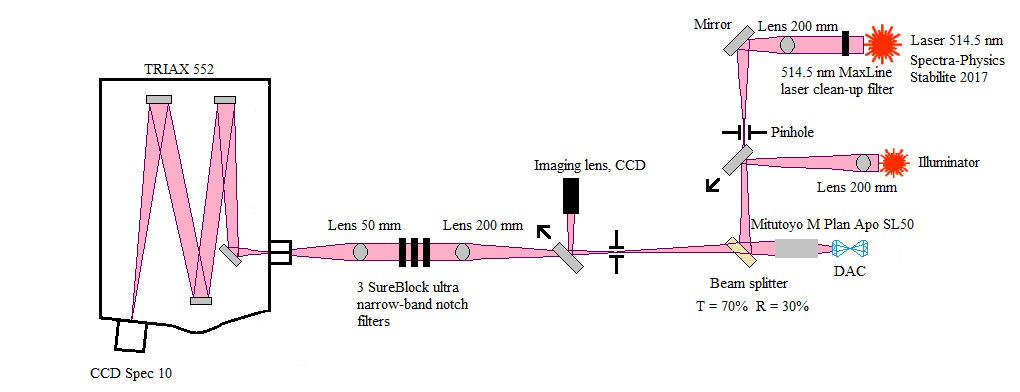 Mirror
Lens 200 mm
Laser 514.5 nm
Spectra-Physics
Stabilite 2017
514.5 nm MaxLine
laser clean-up filter
TRIAX 552
Pinhole
Imaging lens, CCD
Illuminator
Lens 200 mm
Lens 50 mm
Lens 200 mm
Mitutoyo M Plan Apo SL50
DAC
3 SureBlock ultra
narrow-band notch
filters
Beam splitter
T = 70% R = 30%
CCD Spec 10